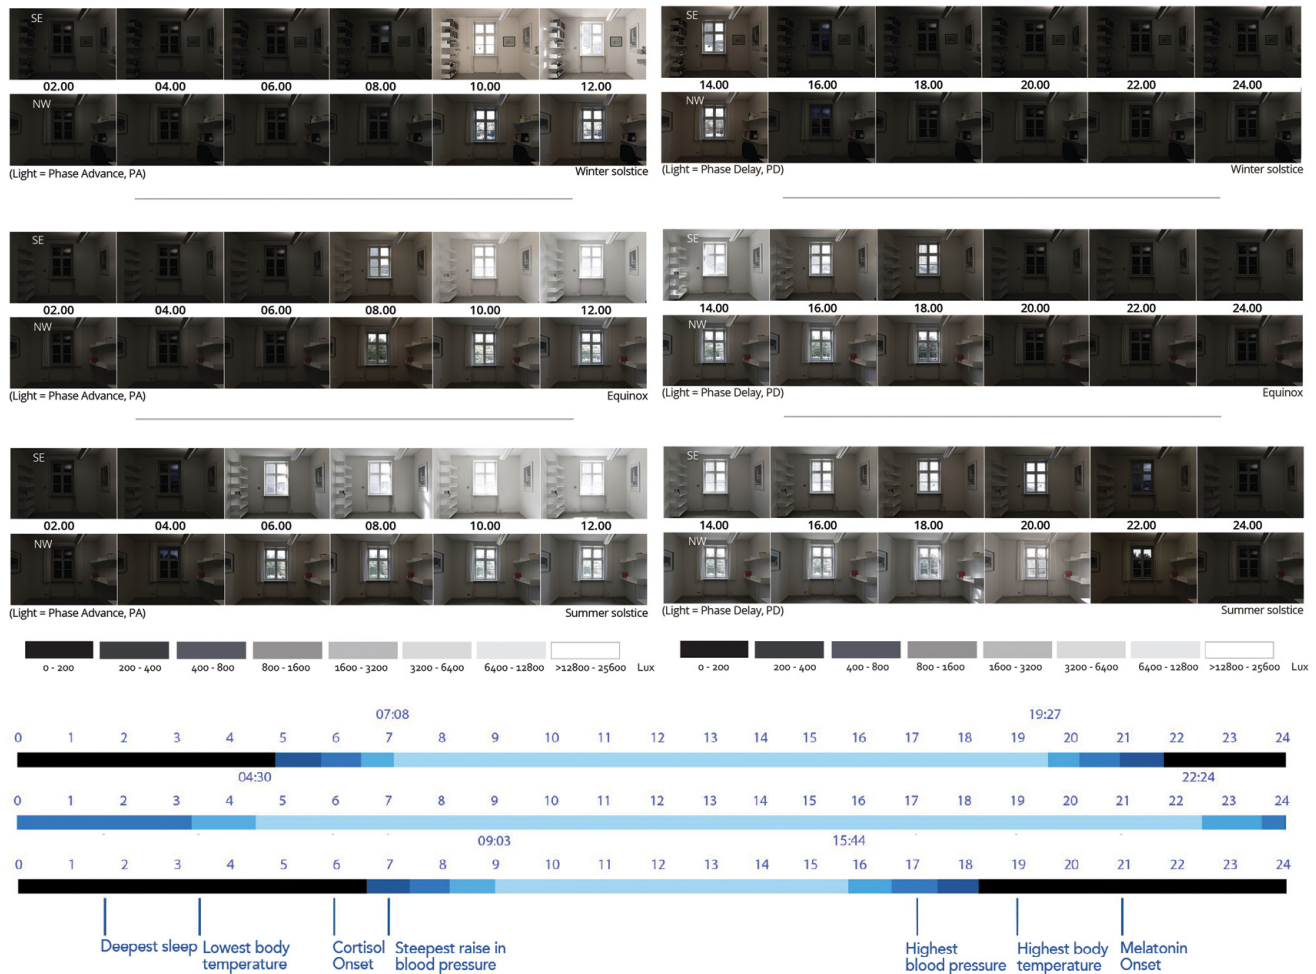 SE
02.00 04.00 06.00 08.00 10.00 12.00
NW
(Light = Phase Advance, PA) Winter solstice
SE
14.00 16.00 18.00 20.00 22.00 24.00
NW
(Light = Phase Delay, PD) Winter solstice
SE
02.00 04.00 06.00 08.00 10.00 12.00
NW
(Light = Phase Advance, PA) Equinox
SE
14.00 16.00 18.00 20.00 22.00 24.00
NW
(Light = Phase Delay, PD) Equinox
SE
02.00 04.00 06.00 08.00 10.00 12.00
NW
(Light = Phase Advance, PA) Summer solstice
SE
14.00 16.00 18.00 20.00 22.00 24.00
NW
(Light = Phase Delay, PD) Summer solstice
0 - 200 200 - 400 400 - 800 800 - 1600 1600 - 3200 3200 - 6400 6400 - 12800 >12800 - 25600 Lux
0 - 200 200 - 400 400 - 800 800 - 1600 1600 - 3200 3200 - 6400 6400 - 12800 >12800 - 25600 Lux
07:08 19:27
0 1 2 3 4 5 6 7 8 9 10 11 12 13 14 15 16 17 18 19 20 21 22 23 24
04:30 22:24
0 1 2 3 4 5 6 7 8 9 10 11 12 13 14 15 16 17 18 19 20 21 22 23 24
09:03 15:44
0 1 2 3 4 5 6 7 8 9 10 11 12 13 14 15 16 17 18 19 20 21 22 23 24
Deepest sleep
Lowest body
temperature
Cortisol
Onset
Steepest raise in
blood pressure
Highest
blood pressure
Highest body
temperature
Melatonin
Onset